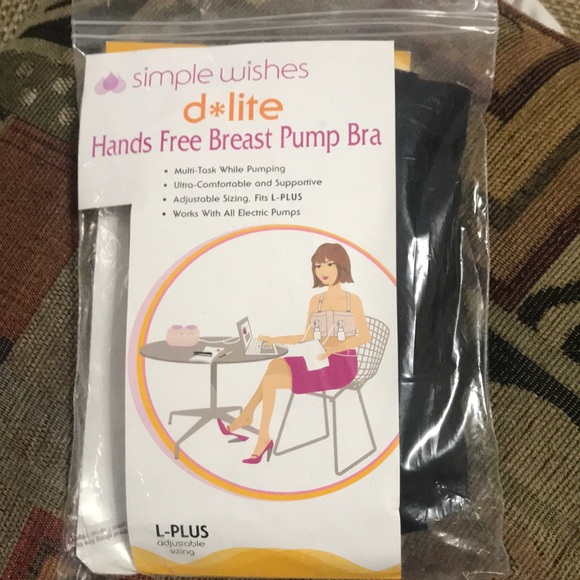 simple wishes
d*lite
Hands Free Breast Pump Bra
• Multi-Task While Pumping
• Ultra-Comfortable and Supportive
• Adjustable Sizing, Fits L-PLUS
• Works With All Electric Pumps
L-PLUS
adjustable
sizing